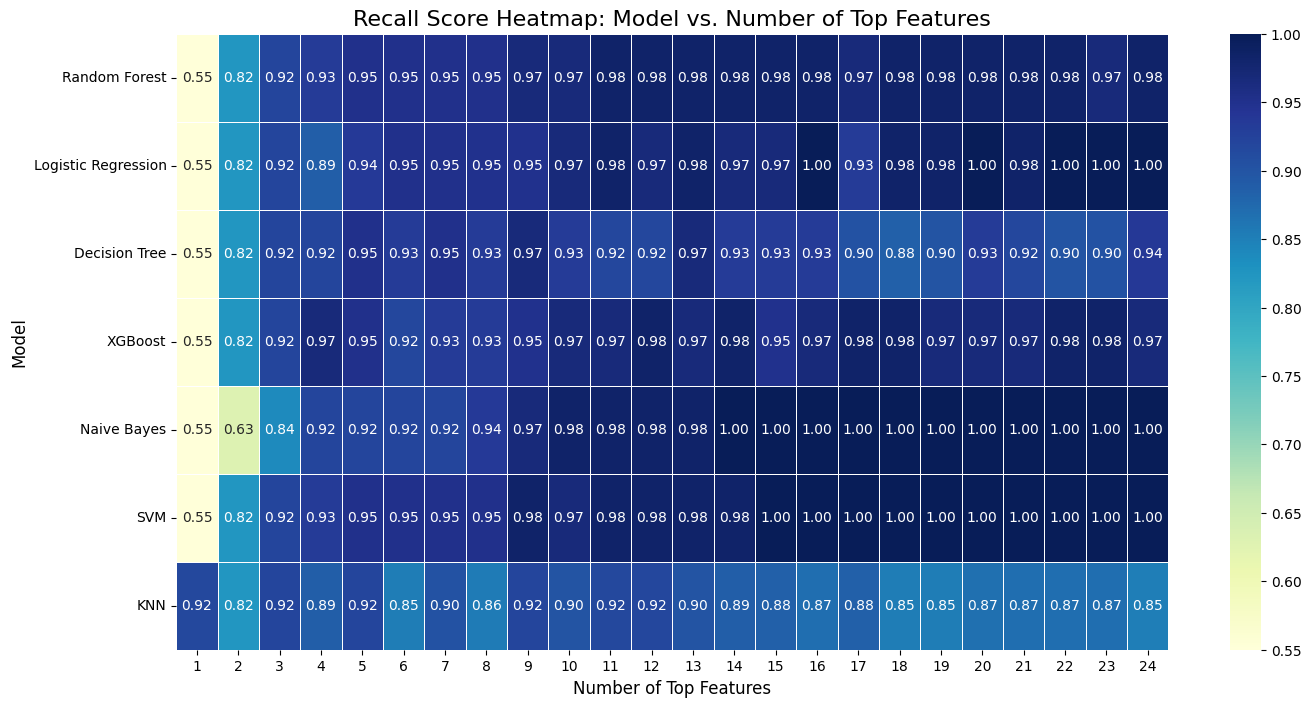 Recall Score Heatmap: Model vs. Number of Top Features
Random Forest 0.55 0.82 0.92 0.93 0.95 0.95 0.95 0.95 0.97 0.97 0.98 0.98 0.98 0.98 0.98 0.98 0.97 0.98 0.98 0.98 0.98 0.98 0.97 0.98
Logistic Regression 0.55 0.82 0.92 0.89 0.94 0.95 0.95 0.95 0.95 0.97 0.98 0.97 0.98 0.97 0.97 1.00 0.93 0.98 0.98 1.00 0.98 1.00 1.00 1.00
Decision Tree 0.55 0.82 0.92 0.92 0.95 0.93 0.95 0.93 0.97 0.93 0.92 0.92 0.97 0.93 0.93 0.93 0.90 0.88 0.90 0.93 0.92 0.90 0.90 0.94
XGBoost 0.55 0.82 0.92 0.97 0.95 0.92 0.93 0.93 0.95 0.97 0.97 0.98 0.97 0.98 0.95 0.97 0.98 0.98 0.97 0.97 0.97 0.98 0.98 0.97
Naive Bayes 0.55 0.63 0.84 0.92 0.92 0.92 0.92 0.94 0.97 0.98 0.98 0.98 0.98 1.00 1.00 1.00 1.00 1.00 1.00 1.00 1.00 1.00 1.00 1.00
SVM 0.55 0.82 0.92 0.93 0.95 0.95 0.95 0.95 0.98 0.97 0.98 0.98 0.98 0.98 1.00 1.00 1.00 1.00 1.00 1.00 1.00 1.00 1.00 1.00
KNN 0.92 0.82 0.92 0.89 0.92 0.85 0.90 0.86 0.92 0.90 0.92 0.92 0.90 0.89 0.88 0.87 0.88 0.85 0.85 0.87 0.87 0.87 0.87 0.85
1 2 3 4 5 6 7 8 9 10 11 12 13 14 15 16 17 18 19 20 21 22 23 24
Number of Top Features
Model
1.00
0.95
0.90
0.85
0.80
0.75
0.70
0.65
0.60
0.55